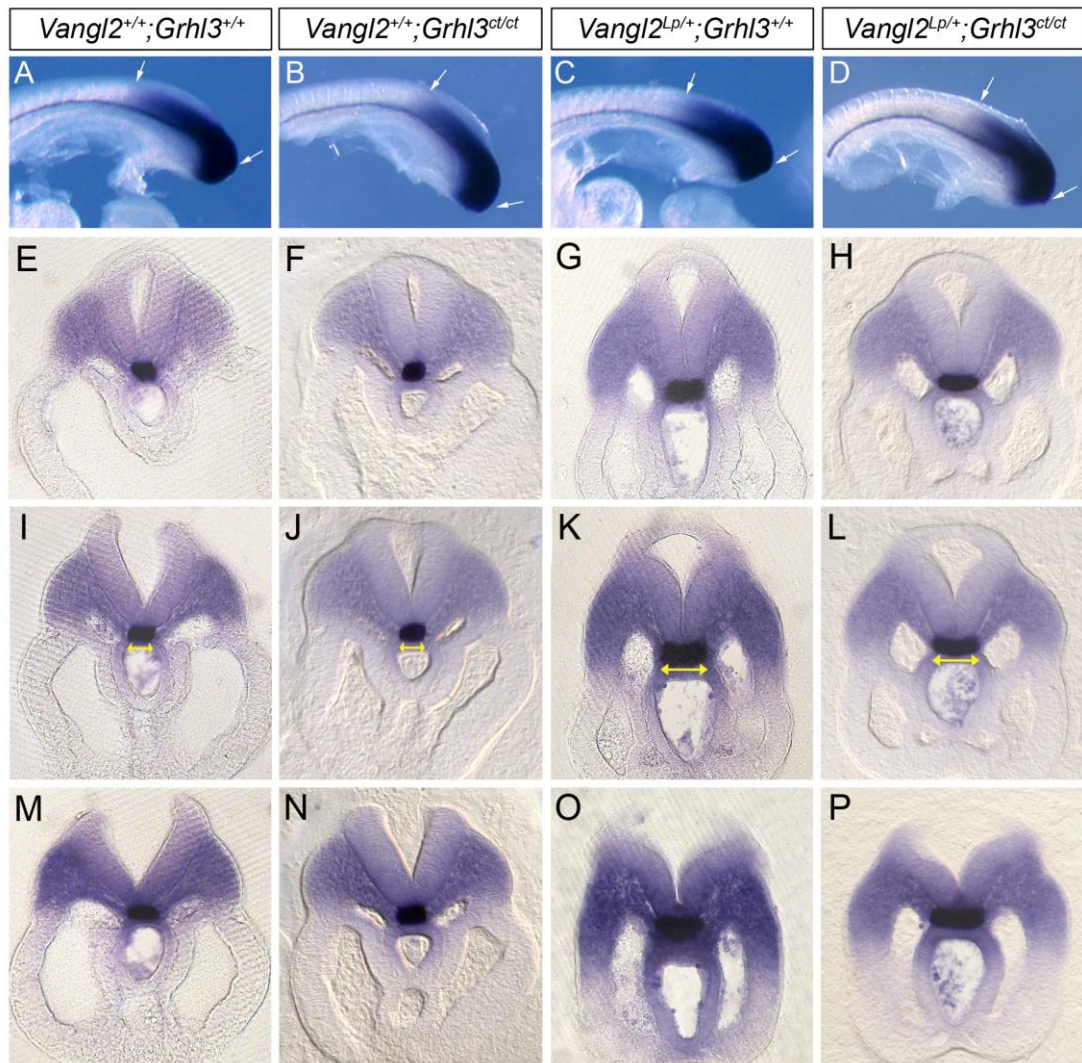 Vangl2+/+;Grhl3+/+
Vangl2+/+;Grhl3ct/ct
Vangl2Lp/+;Grhl3+/+
Vangl2Lp/+;Grhl3ct/ct
A
B
C
D
E
F
G
H
I
J
K
L
M
N
O
P